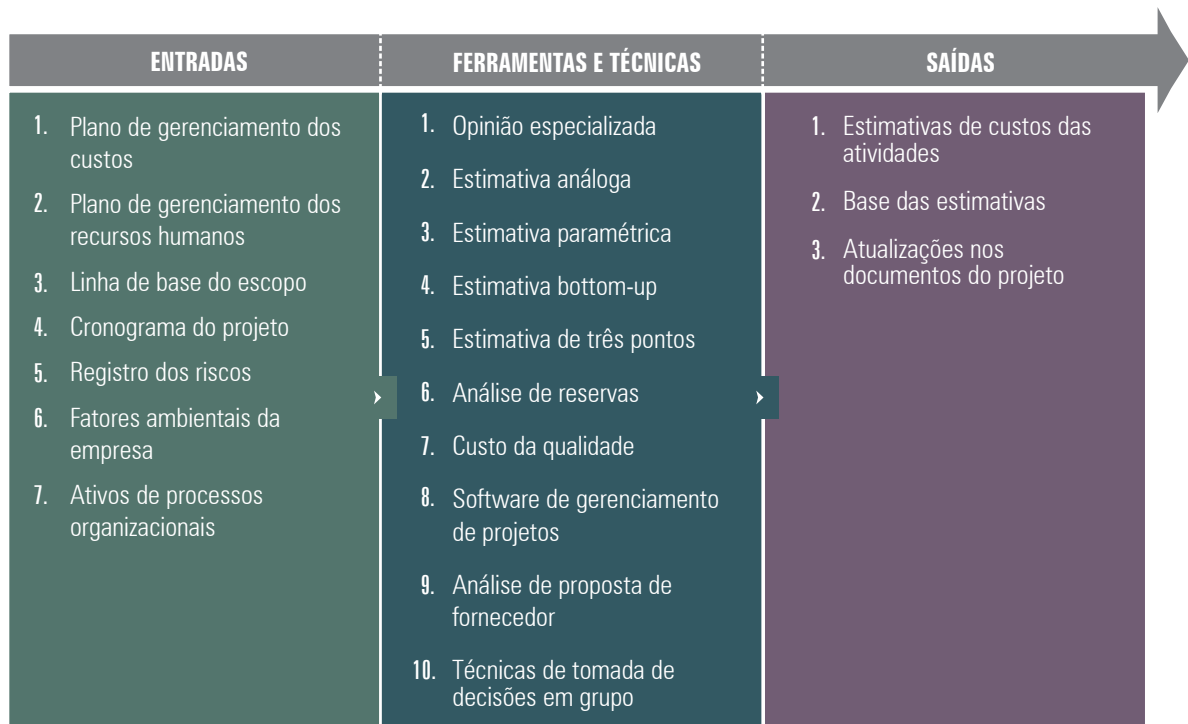 ENTRADAS
FERRAMENTAS E TÉCNICAS
SAÍDAS
1. Plano de gerenciamento dos
custos
2. Plano de gerenciamento dos
recursos humanos
3. Linha de base do escopo
4. Cronograma do projeto
5. Registro dos riscos
6. Fatores ambientais da
empresa
7. Ativos de processos
organizacionais
1. Opinião especializada
2. Estimativa análoga
3. Estimativa paramétrica
4. Estimativa bottom-up
5. Estimativa de três pontos
6. Análise de reservas
7. Custo da qualidade
8. Software de gerenciamento
de projetos
9. Análise de proposta de
fornecedor
10. Técnicas de tomada de
decisões em grupo
1. Estimativas de custos das
atividades
2. Base das estimativas
3. Atualizações nos
documentos do projeto